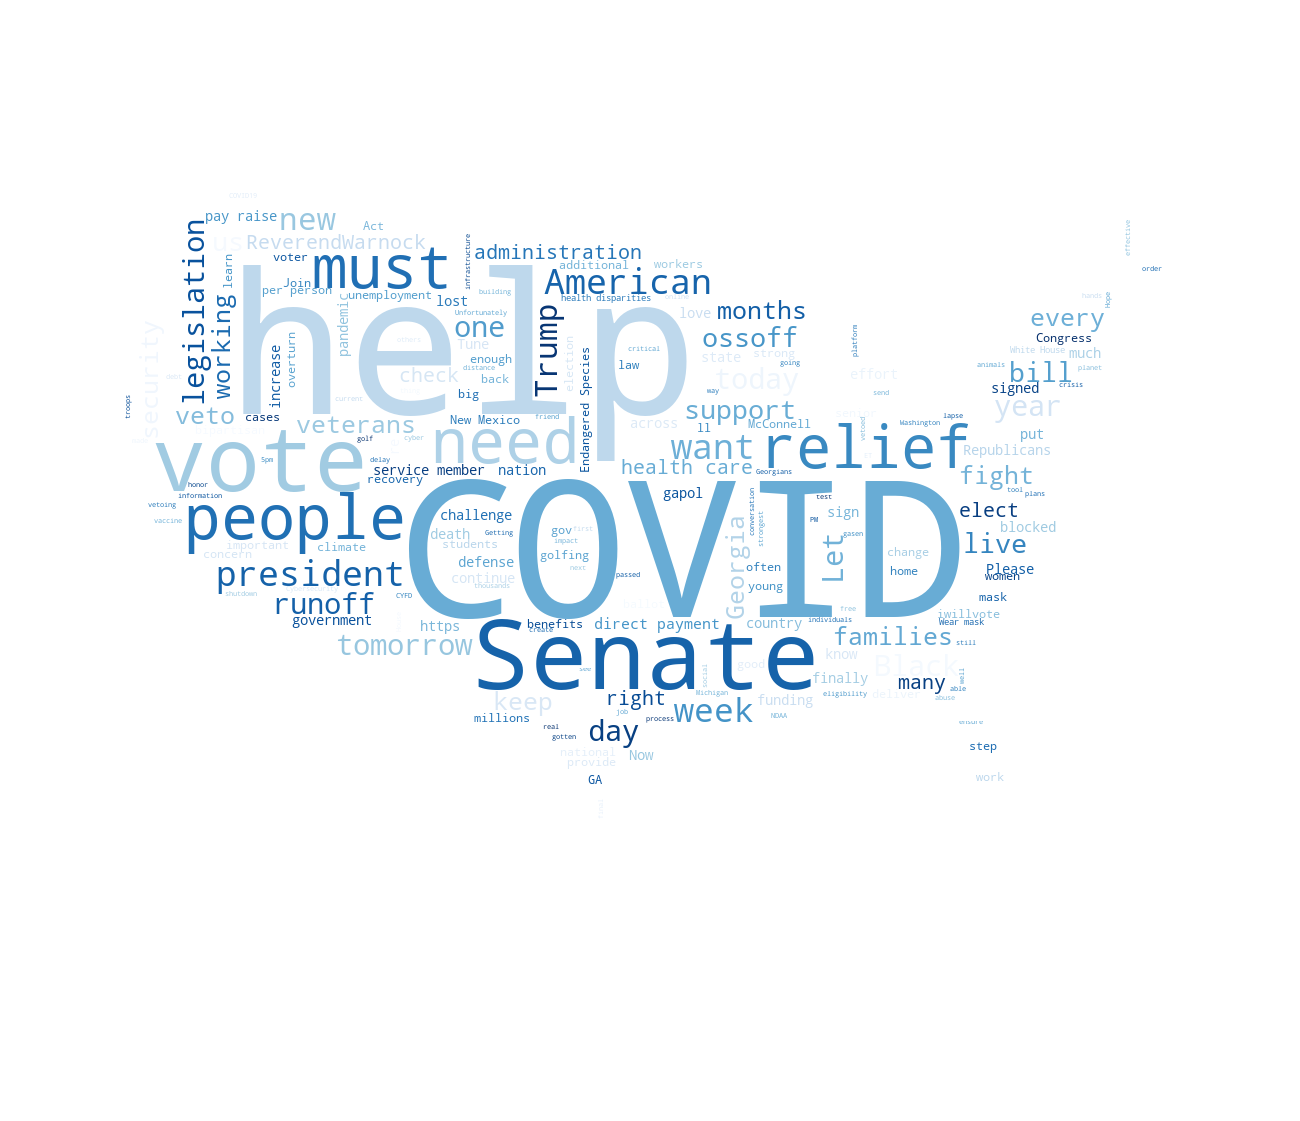 pay raise
new
Act
us
ReverendWarnock
legislation
learn
voter
must
infrastructure
administration
additional
workers
effective
order
Join
per person
unemployment
building
American
health disparities
online
hands
Hope
working
pandemic
lost
Unfortunately
Trump
love
months
every
security
increase
overturn
one
others
Tune
election
critical
ossoff
state
strong
going
platform
Congress
White House
much
help
enough
distance
law
check
back
today
effort
animals
bill
planet
crisis
signed
current
big
Endangered Species
way
send
year
troops
veto
cases
veterans
New Mexico
friend
across
support
ll
McConnell
vetoed
Washington
lapse
put
golf
cyber
need
want
relief
Republicans
vote
5pm
delay
service member
nation
health care
Georgians
fight
honor
recovery
tool
plans
information
vetoing
vaccine
people
challenge
gapol
conversation
test
sign
elect
blocked
COVID
death
Getting
gov
first
strongest
PM
gasen
important
concern
climate
students
impact
golfing
Let
change
live
defense
next
Georgia
often
home
Please
women
president
continue
passed
young
shutdown
thousands
CYFD
mask
runoff
free
iwillvote
government
https
benefits
create
direct payment
country
individuals
Wear mask
tomorrow
Senate
families
still
know
Black
good
social
finally
well
many
able
keep
right
Michigan
funding
eligibility
abuse
millions
job
process
week
NDAA
real
gotten
day
ensure
national
provide
Now
step
GA
work